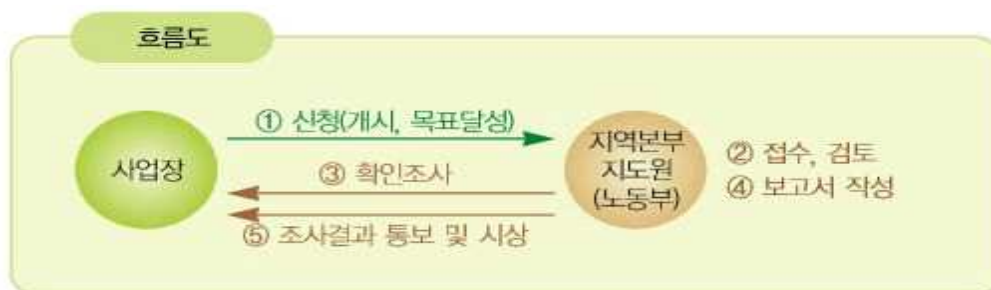 흐름도
① 신청(개시, 목표달성)
사업장
③ 확인조사
지역본부
지도원
(노동부)
② 접수, 검토
④ 보고서 작성
⑤ 조사결과 통보 및 시상